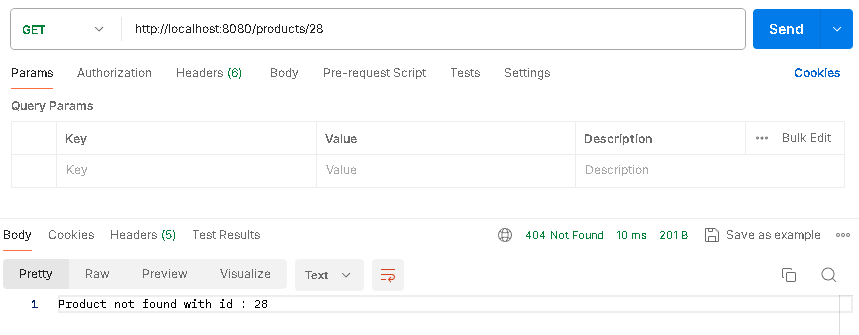 GET http://localhost:8080/products/28 Send
Params Authorization Headers (6) Body Pre-request Script Tests Settings Cookies
Query Params
Key Value Description Bulk Edit
Key Value Description
Body Cookies Headers (5) Test Results 404 Not Found 10 ms 201 B Save as example
Pretty Raw Preview Visualize Text
1 Product not found with id : 28